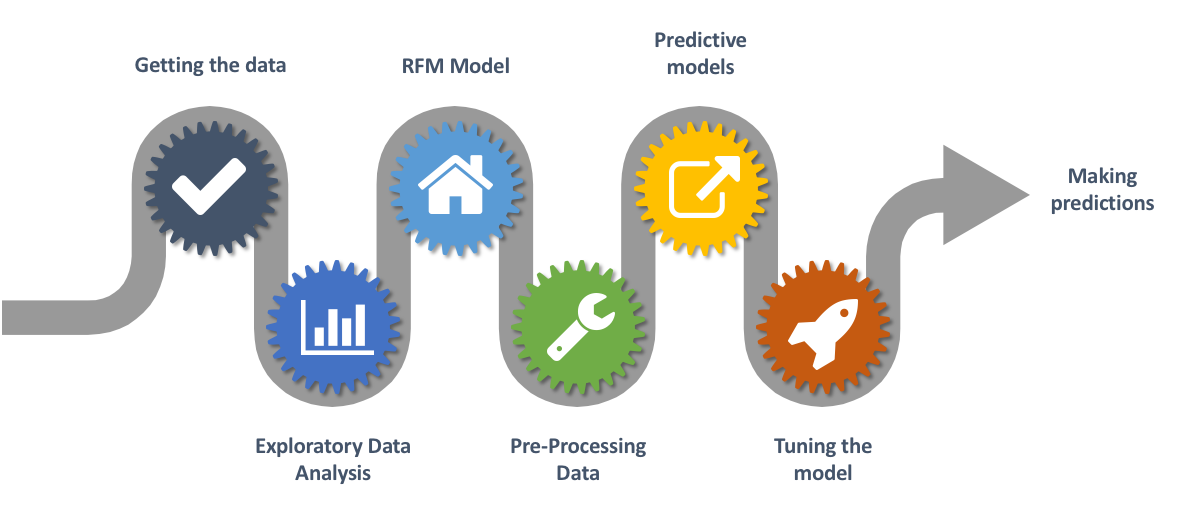 Getting the data
Exploratory Data
Analysis
RFM Model
Pre-Processing
Data
Predictive
models
Tuning the
model
Making
predictions